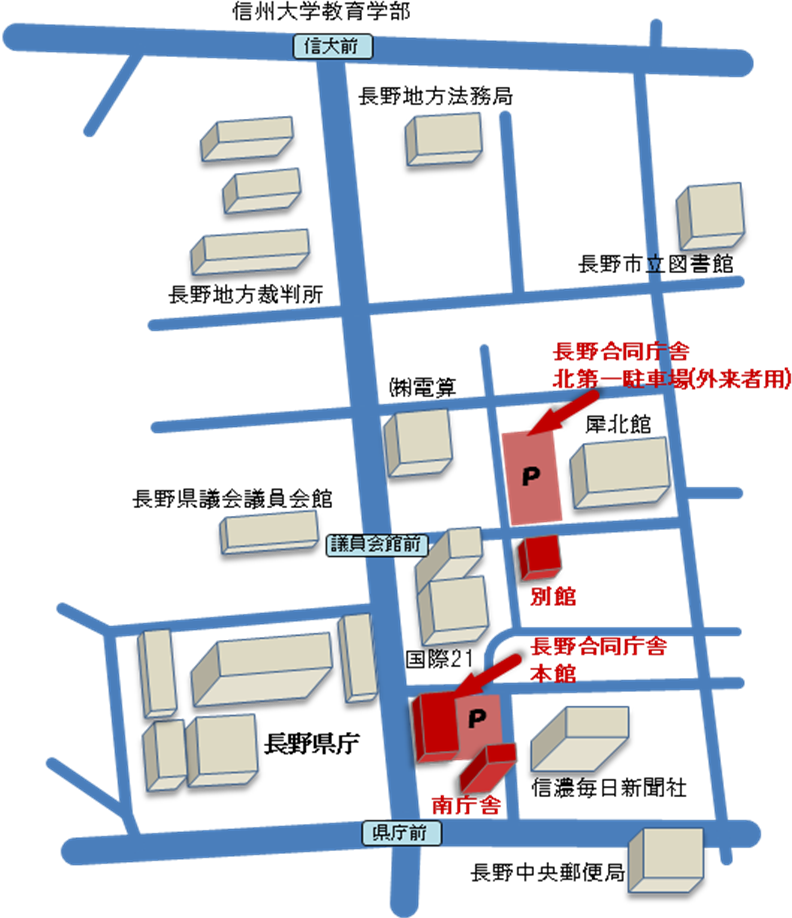 信州大学教育学部
信大前
長野地方法務局
長野市立図書館
長野地方裁判所
長野合同庁舎
北第一駐車場(外来者用)
㈱電算
犀北館
P
長野県議会議員会館
議員会館前
別館
国際21
長野合同庁舎
本館
P
長野県庁
信濃毎日新聞社
南庁舎
県庁前
長野中央郵便局